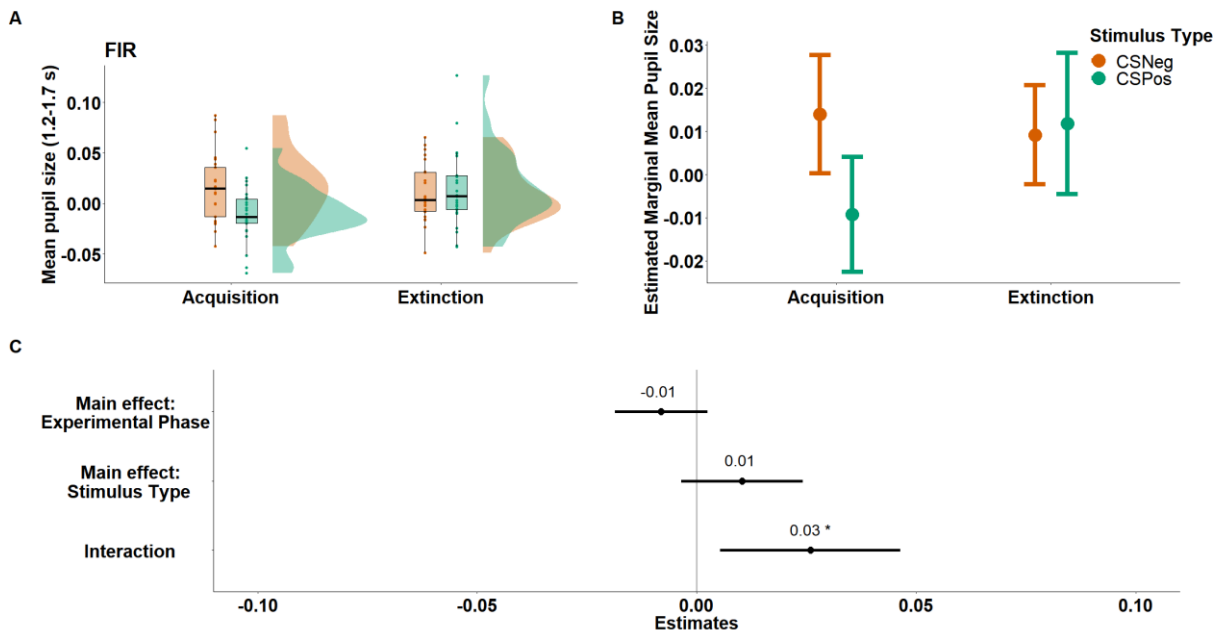 A
FIR
Mean pupil size (1.2-1.7 s)
0.10
0.05
0.00
-0.05
Acquisition
Extinction
B
Estimated Marginal Mean Pupil Size
0.03
0.02
0.01
0.00
-0.01
-0.02
Acquisition
Extinction
Stimulus Type
CSNeg
CSPos
C
Main effect:
Experimental Phase
Main effect:
Stimulus Type
Interaction
-0.01
0.01
0.03 *
-0.10
-0.05
0.00
0.05
0.10
Estimates